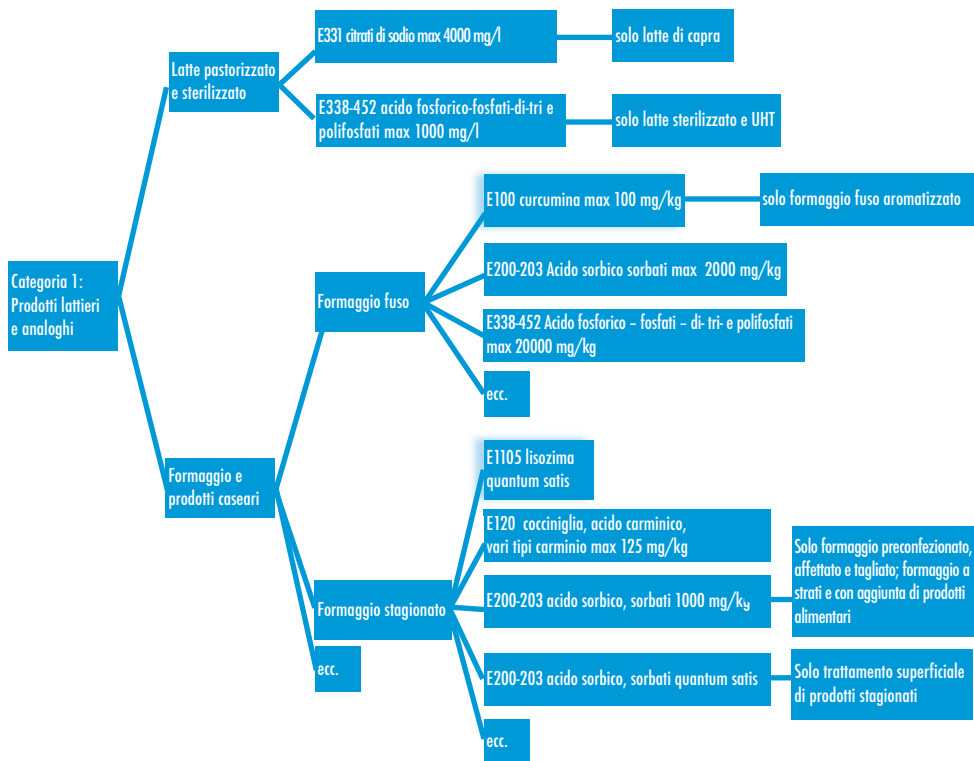 Categoria 1:
Prodotti lattieri
e analoghi
Latte pastorizzato
e sterilizzato
E331 citrati di sodio max 4000 mg/l
solo latte di capra
E338-452 acido fosforico-fosfati-di-tri e
polifosfati max 1000 mg/l
solo latte sterilizzato e UHT
Formaggio e
prodotti caseari
Formaggio fuso
E100 curcumina max 100 mg/kg
solo formaggio fuso aromatizzato
E200-203 Acido sorbico sorbati max 2000 mg/kg
E338-452 Acido fosforico – fosfati – di- tri- e polifosfati
max 20000 mg/kg
ecc.
Formaggio stagionato
E1105 lisozima
quantum satis
E120 cocciniglia, acido carminico,
vari tipi carminio max 125 mg/kg
E200-203 acido sorbico, sorbati 1000 mg/kg
Solo formaggio preconfezionato,
affettato e tagliato; formaggio a
strati e con aggiunta di prodotti
alimentari
E200-203 acido sorbico, sorbati quantum satis
Solo trattamento superficiale
di prodotti stagionati
ecc.
ecc.